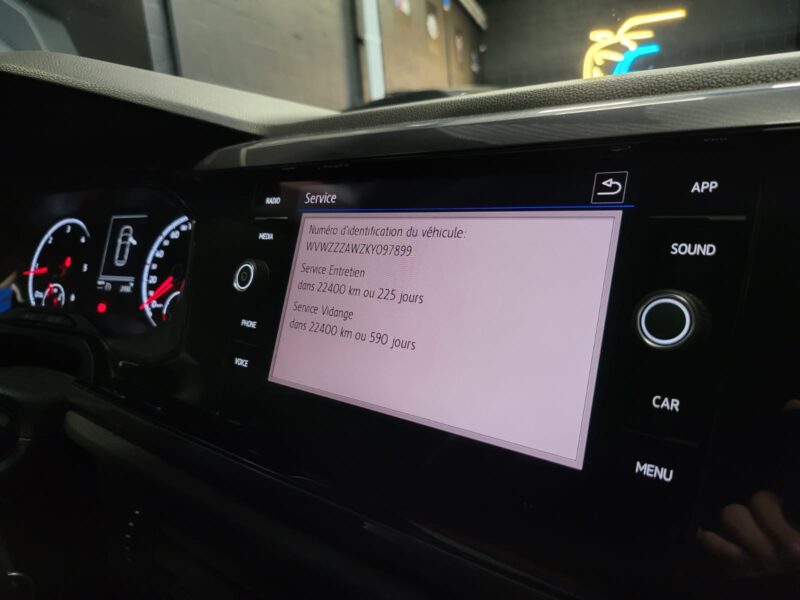 Service
RADIO
MEDIA
PHONE
VOICE
Numéro d'identification du véhicule:
WVWZZZAWZKY097899
Service Entretien
dans 22400 km ou 225 jours
Service Vidange
dans 22400 km ou 590 jours
APP
SOUND
CAR
MENU